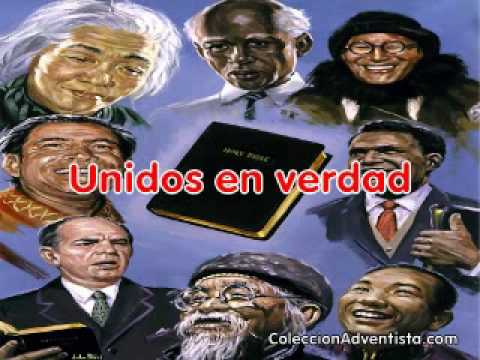 HOLY BIBLE
Unidos en verdad
ColeccionAdventista.com